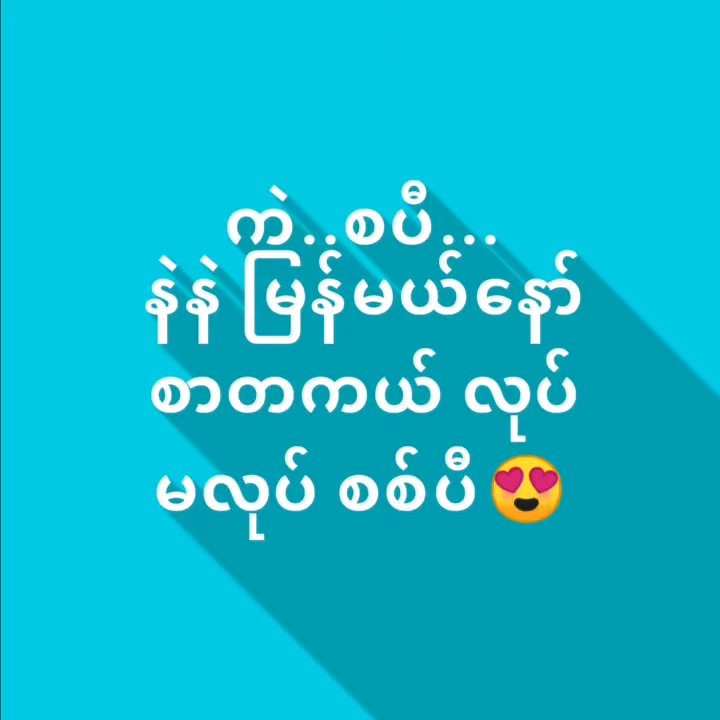 ကဲ..စပီ...
နဲနဲ မြန်မယ်နော်
စာတကယ် လုပ်
မလုပ် စစ်ပီ😍